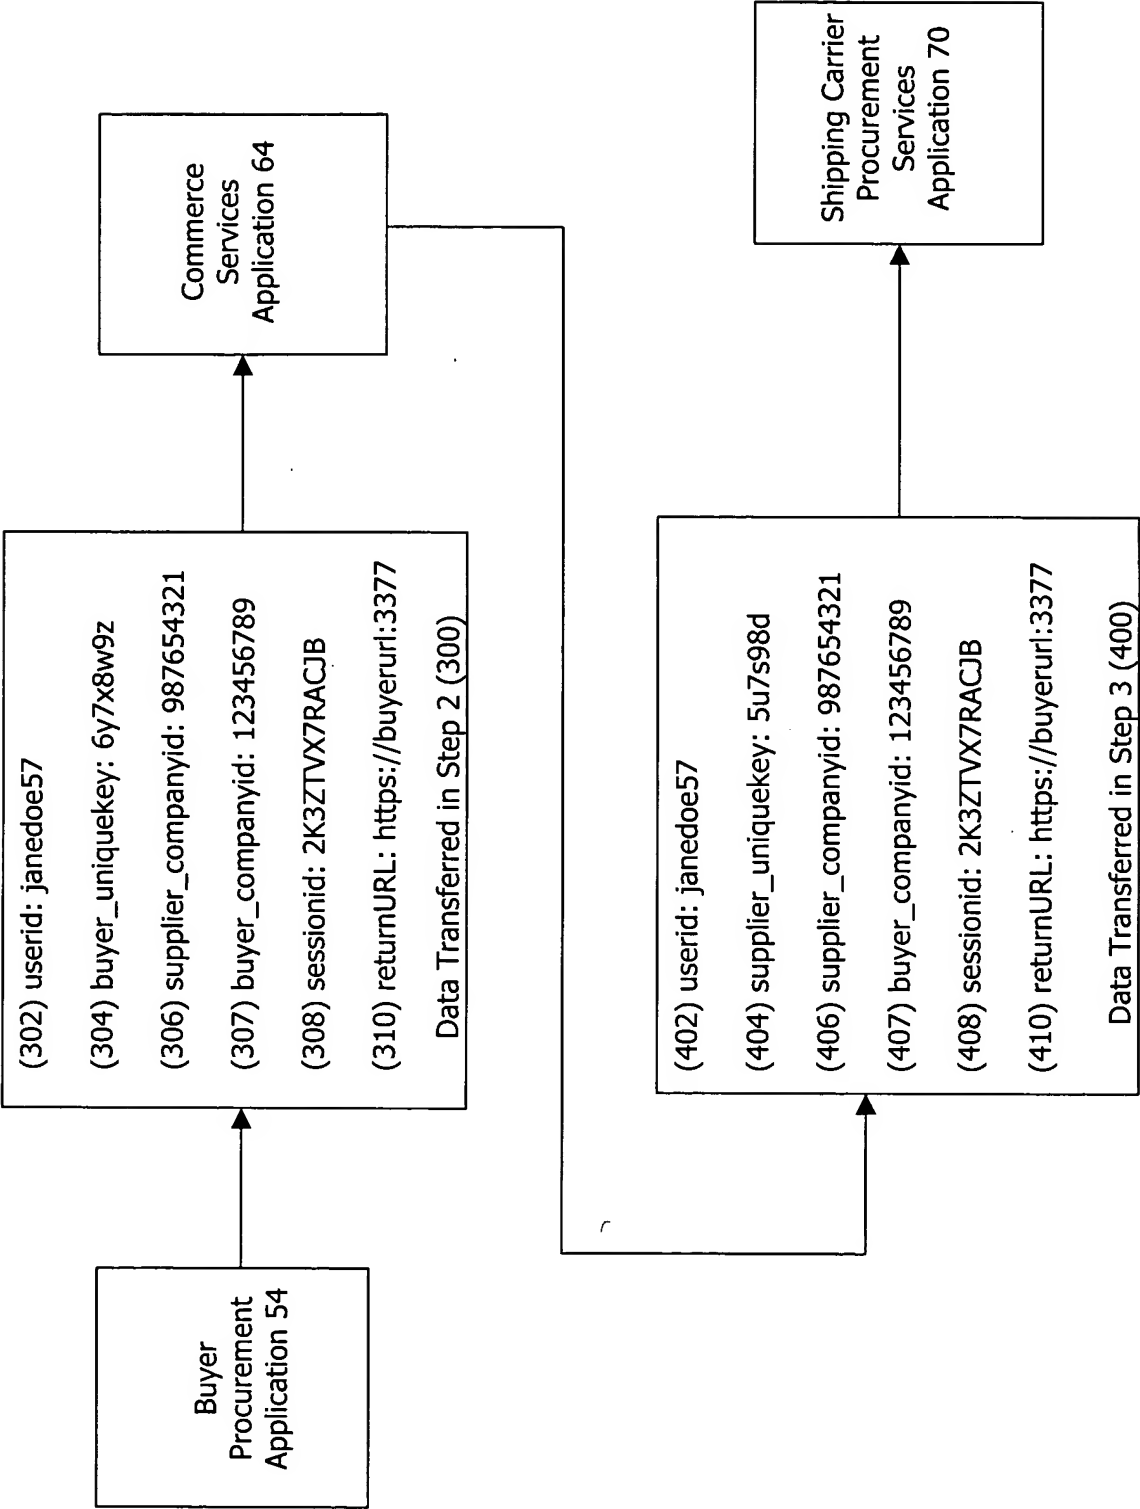 Buyer
Procurement
Application 54
(302) userid: janedoe57
(304) buyer_uniquekey: 6y7x8w9z
(306) supplier_companyid: 987654321
(307) buyer_companyid: 123456789
(308) sessionid: 2K3ZTVX7RACJB
(310) returnURL: https://buyerurl:3377
Data Transferred in Step 2 (300)
Commerce
Services
Application 64
(402) userid: janedoe57
(404) supplier_uniquekey: 5u7s98d
(406) supplier_companyid: 987654321
(407) buyer_companyid: 123456789
(408) sessionid: 2K3ZTVX7RACJB
(410) returnURL: https://buyerurl:3377
Data Transferred in Step 3 (400)
Shipping Carrier
Procurement
Services
Application 70